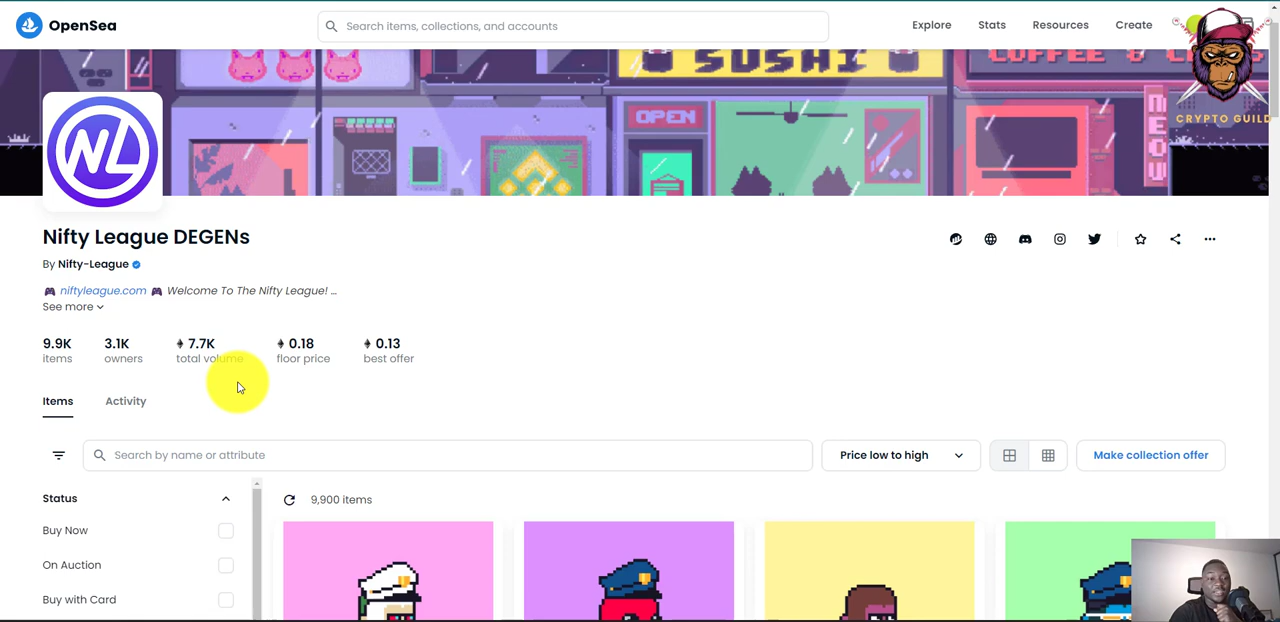 OpenSea
Search items, collections, and accounts
Explore
Stats
Resources
Create
SUSHI
COFFEE &
OPEN
MEOW
CRYPTO GUILD
NL
Nifty League DEGENs
By Nifty-League
niftyleague.com Welcome To The Nifty League! ...
See more
9.9K 3.1K 7.7K 0.18 0.13
items owners total volume floor price best offer
Items Activity
Search by name or attribute
Price low to high
Make collection offer
Status
9,900 items
Buy Now
On Auction
Buy with Card